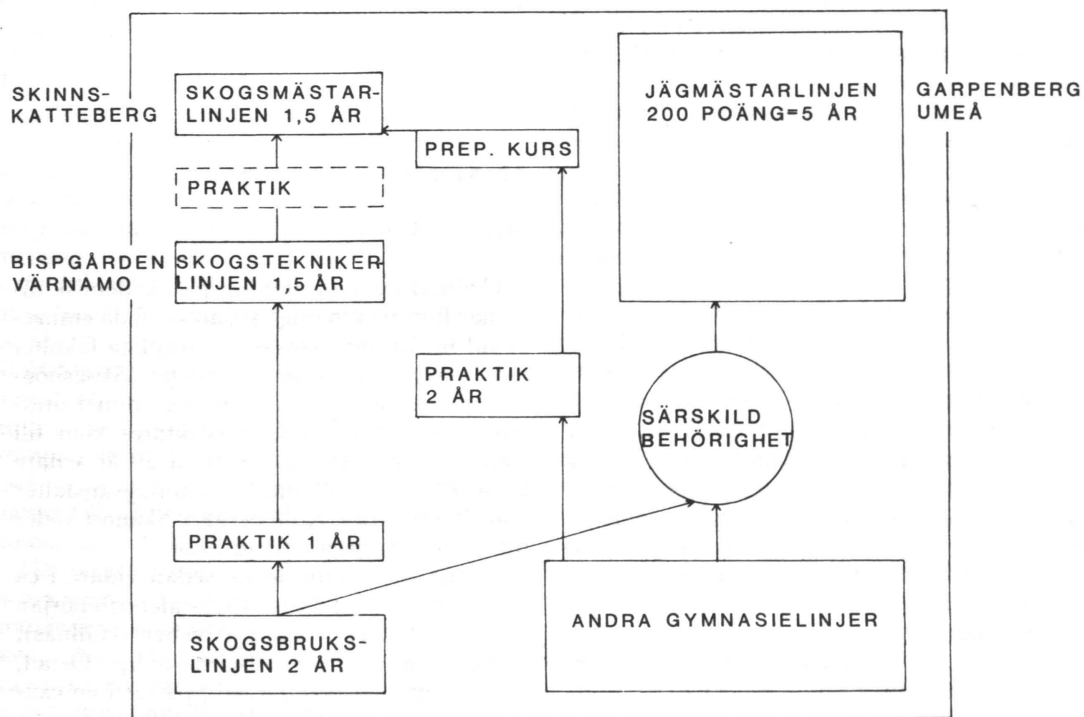 SKINNS-
KATTEBERG
SKOGSMÄSTAR-
LINJEN 1,5 ÅR
JÄGMÄSTARLINJEN
200 POÄNG=5 ÅR
GARPENBERG
UMEÅ
PREP. KURS
PRAKTIK
BISPGÅRDEN
VÄRNAMO
SKOGSTEKNIKER-
LINJEN 1,5 ÅR
PRAKTIK
2 ÅR
SÄRSKILD
BEHÖRIGHET
PRAKTIK 1 ÅR
SKOGSBRUKS-
LINJEN 2 ÅR
ANDRA GYMNASIELINJER